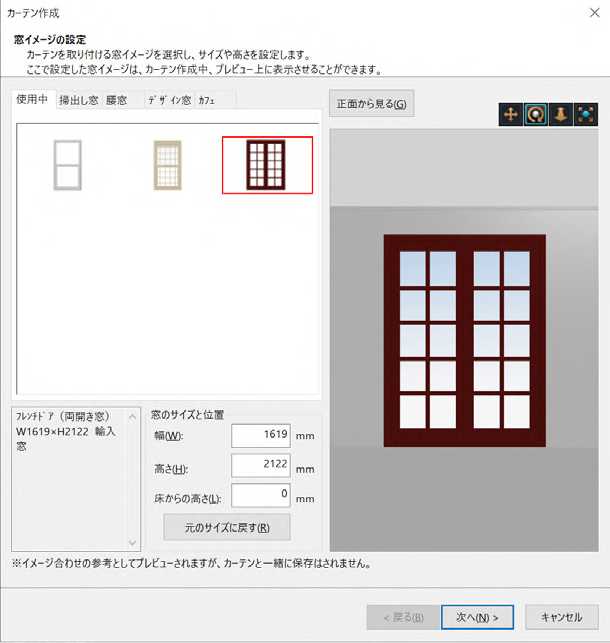 カーテン作成
窓イメージの設定
カーテンを取り付ける窓イメージを選択し、サイズや高さを設定します。
ここで設定した窓イメージは、カーテン作成中、プレビュー上に表示させることができます。
使用中 掃出し窓 腰窓 ﾃﾞｻﾞｲﾝ窓 ｶﾌｪ
正面から見る(G)
ﾌﾚﾝﾁﾄﾞｱ（両開き窓）
W1619×H2122 輸入
窓
窓のサイズと位置
幅(W): 1619 mm
高さ(H): 2122 mm
床からの高さ(L): 0 mm
元のサイズに戻す(R)
※イメージ合わせの参考としてプレビューされますが、カーテンと一緒に保存はされません。
< 戻る(B) 次へ(N) > キャンセル